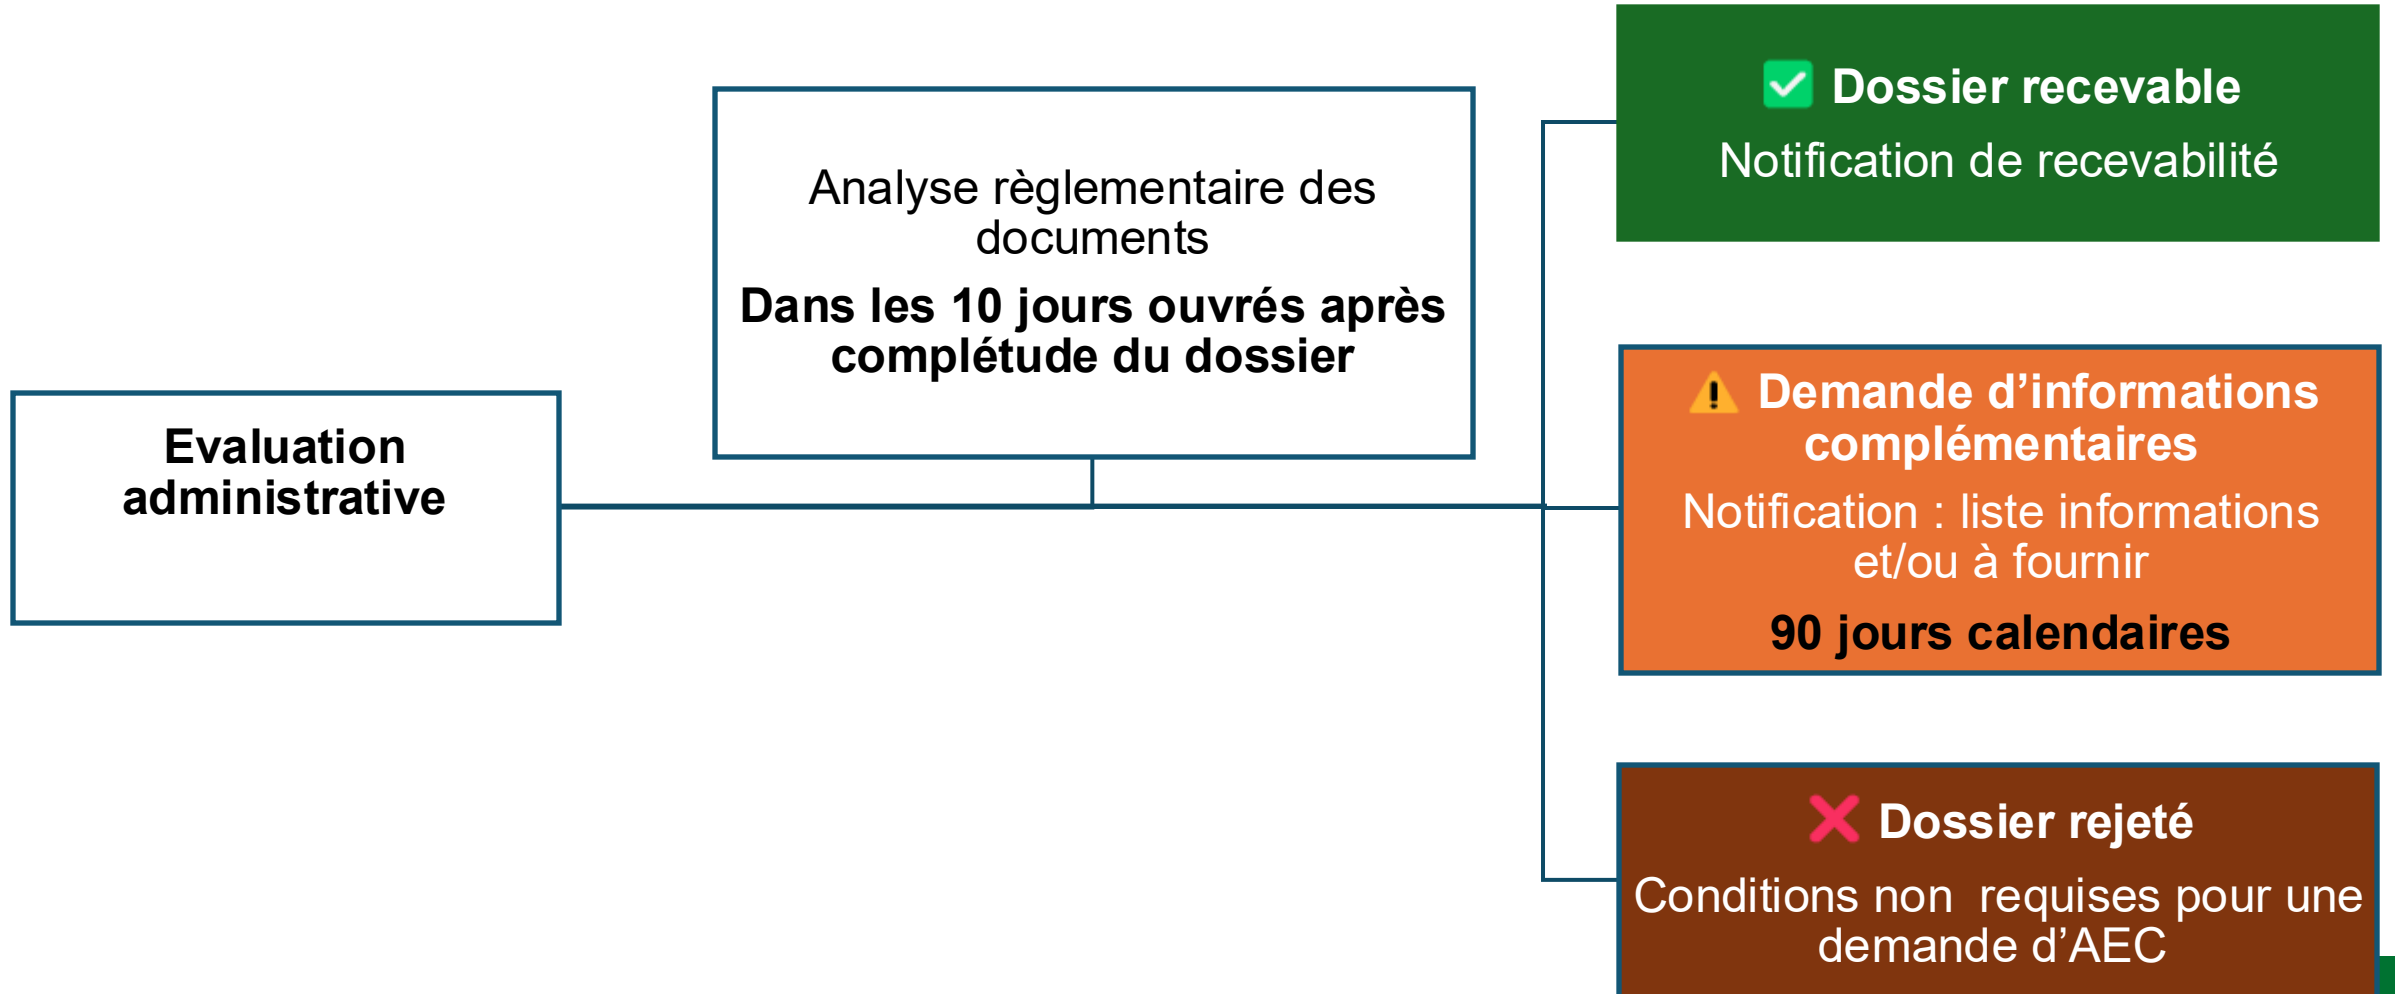 Evaluation
administrative
Analyse règlementaire des
documents
Dans les 10 jours ouvrés après
complétude du dossier
✅ Dossier recevable
Notification de recevabilité
⚠️ Demande d’informations
complémentaires
Notification : liste informations
et/ou à fournir
90 jours calendaires
❌ Dossier rejeté
Conditions non  requises pour une
demande d’AEC